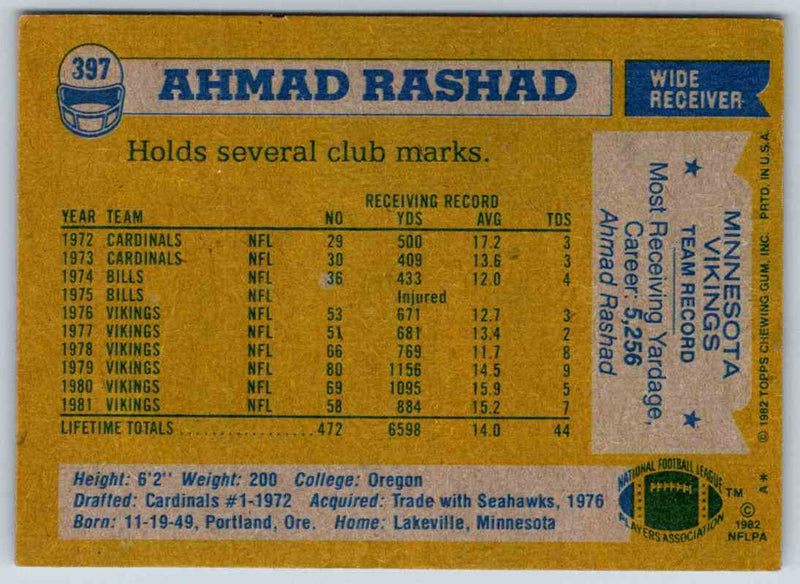 397
AHMAD RASHAD
WIDE
RECEIVER
Holds several club marks.
RECEIVING RECORD
YEAR TEAM NO YDS AVG TDS
1972 CARDINALS NFL 29 500 17.2 3
1973 CARDINALS NFL 30 409 13.6 3
1974 BILLS NFL 36 433 12.0 4
1975 BILLS NFL Injured
1976 VIKINGS NFL 53 671 12.7 3
1977 VIKINGS NFL 51 681 13.4 2
1978 VIKINGS NFL 66 769 11.7 8
1979 VIKINGS NFL 80 1156 14.5 9
1980 VIKINGS NFL 69 1095 15.9 5
1981 VIKINGS NFL 58 884 15.2 7
LIFETIME TOTALS .................... 472 6598 14.0 44
MINNESOTA
VIKINGS
TEAM RECORD
Most Receiving Yardage,
Career: 5,256
Ahmad Rashad
© 1982 TOPPS CHEWING GUM, INC. PRTD. IN U.S.A.
A*
Height: 6'2" Weight: 200 College: Oregon
Drafted: Cardinals #1-1972 Acquired: Trade with Seahawks, 1976
Born: 11-19-49, Portland, Ore. Home: Lakeville, Minnesota
NATIONAL FOOTBALL LEAGUE
PLAYERS ASSOCIATION
TM
©
1982
NFLPA